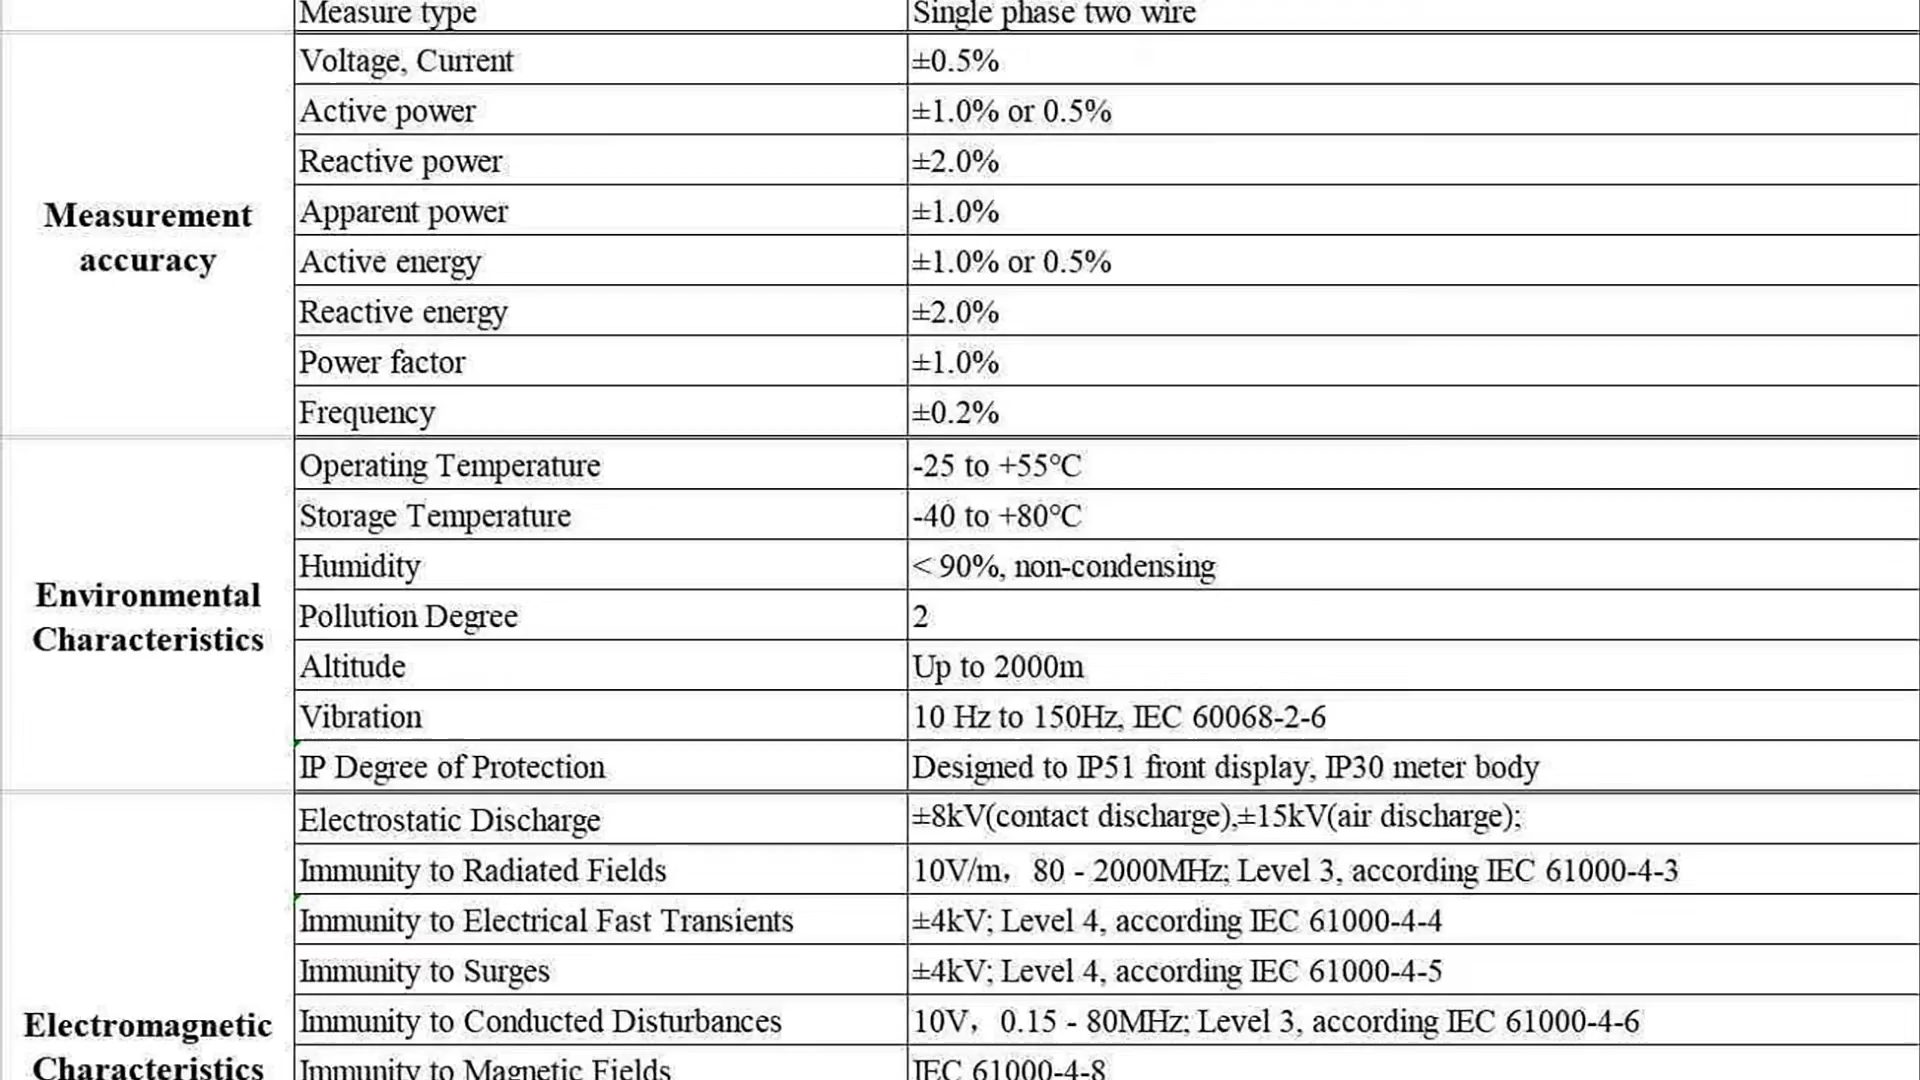 Measure type Single phase two wire
Measurement accuracy
Voltage, Current ±0.5%
Active power ±1.0% or 0.5%
Reactive power ±2.0%
Apparent power ±1.0%
Active energy ±1.0% or 0.5%
Reactive energy ±2.0%
Power factor ±1.0%
Frequency ±0.2%
Environmental Characteristics
Operating Temperature -25 to +55℃
Storage Temperature -40 to +80℃
Humidity < 90%, non-condensing
Pollution Degree 2
Altitude Up to 2000m
Vibration 10 Hz to 150Hz, IEC 60068-2-6
IP Degree of Protection Designed to IP51 front display, IP30 meter body
Electromagnetic Characteristics
Electrostatic Discharge ±8kV(contact discharge),±15kV(air discharge);
Immunity to Radiated Fields 10V/m，80 - 2000MHz; Level 3, according IEC 61000-4-3
Immunity to Electrical Fast Transients ±4kV; Level 4, according IEC 61000-4-4
Immunity to Surges ±4kV; Level 4, according IEC 61000-4-5
Immunity to Conducted Disturbances 10V，0.15 - 80MHz; Level 3, according IEC 61000-4-6
Immunity to Magnetic Fields IEC 61000-4-8